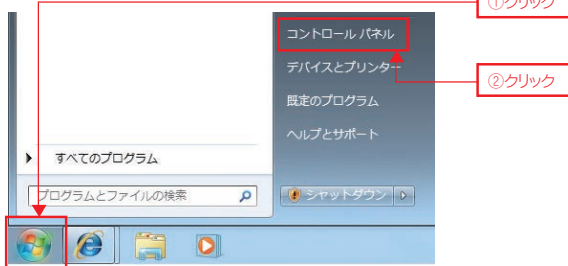 ①クリック
コントロール パネル
デバイスとプリンター
②クリック
既定のプログラム
ヘルプとサポート
すべてのプログラム
プログラムとファイルの検索
シャットダウン